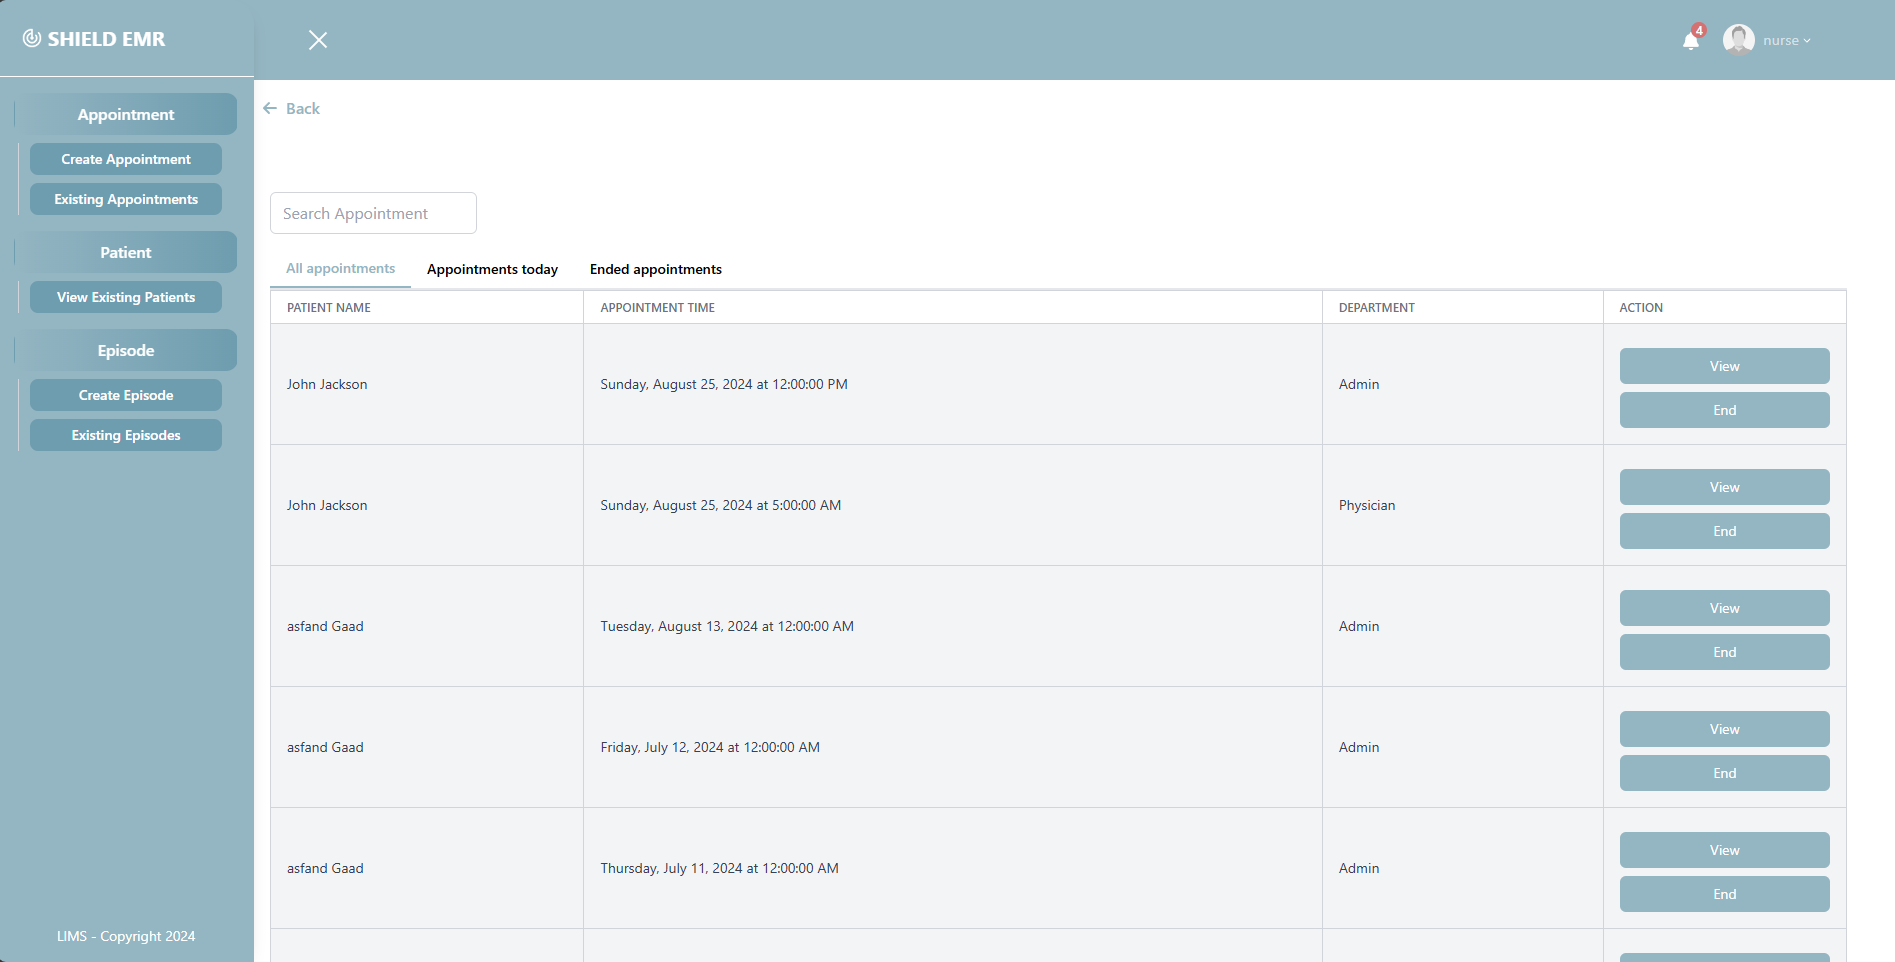 SHIELD EMR
4
nurse
Appointment
Create Appointment
Existing Appointments
Patient
View Existing Patients
Episode
Create Episode
Existing Episodes
LIMS - Copyright 2024
Back
Search Appointment
All appointments Appointments today Ended appointments
PATIENT NAME APPOINTMENT TIME DEPARTMENT ACTION
John Jackson Sunday, August 25, 2024 at 12:00:00 PM Admin View
End
John Jackson Sunday, August 25, 2024 at 5:00:00 AM Physician View
End
asfand Gaad Tuesday, August 13, 2024 at 12:00:00 AM Admin View
End
asfand Gaad Friday, July 12, 2024 at 12:00:00 AM Admin View
End
asfand Gaad Thursday, July 11, 2024 at 12:00:00 AM Admin View
End